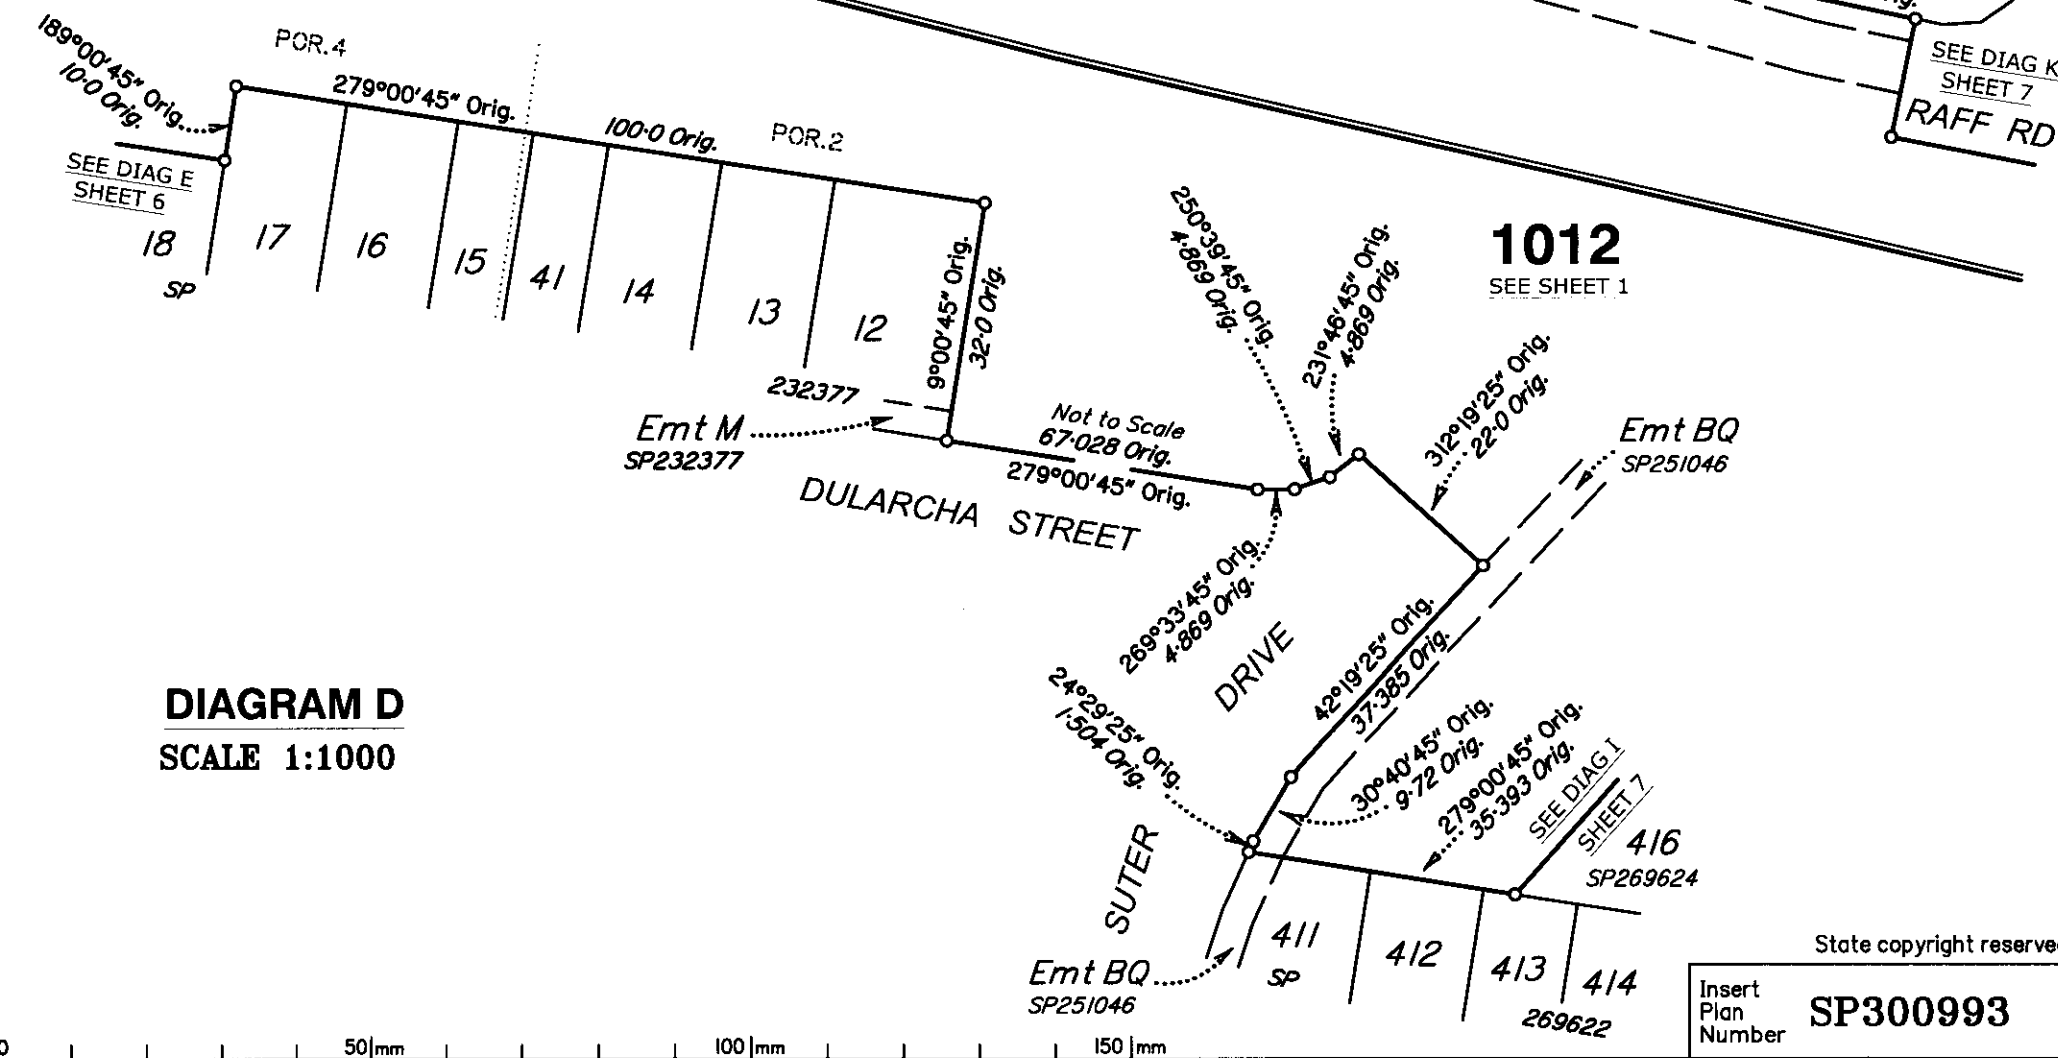 189°00'45" Orig.
10·0 Orig.
POR.4
279°00'45" Orig.
100·0 Orig.
POR.2
SEE DIAG E
SHEET 6
18
SP
17
16
15
41
14
13
12
232377
9°00'45" Orig.
32·0 Orig.
Emt M
SP232377
Not to Scale
67·028 Orig.
279°00'45" Orig.
DULARCHA STREET
250°39'45" Orig.
4·869 Orig.
231°46'45" Orig.
4·869 Orig.
1012
SEE SHEET 1
SEE DIAG K
SHEET 7
RAFF RD
312°19'25" Orig.
22·0 Orig.
Emt BQ
SP251046
269°33'45" Orig.
4·869 Orig.
DRIVE
42°19'25" Orig.
37·385 Orig.
24°29'25" Orig.
1·504 Orig.
30°40'45" Orig.
9·72 Orig.
279°00'45" Orig.
35·393 Orig.
SEE DIAG I
SHEET 7
416
SP269624
SUTER
Emt BQ
SP251046
411
SP
412
413
414
269622
DIAGRAM D
SCALE 1:1000
State copyright reserve
Insert
Plan
Number
SP300993
0
50 mm
100 mm
150 mm